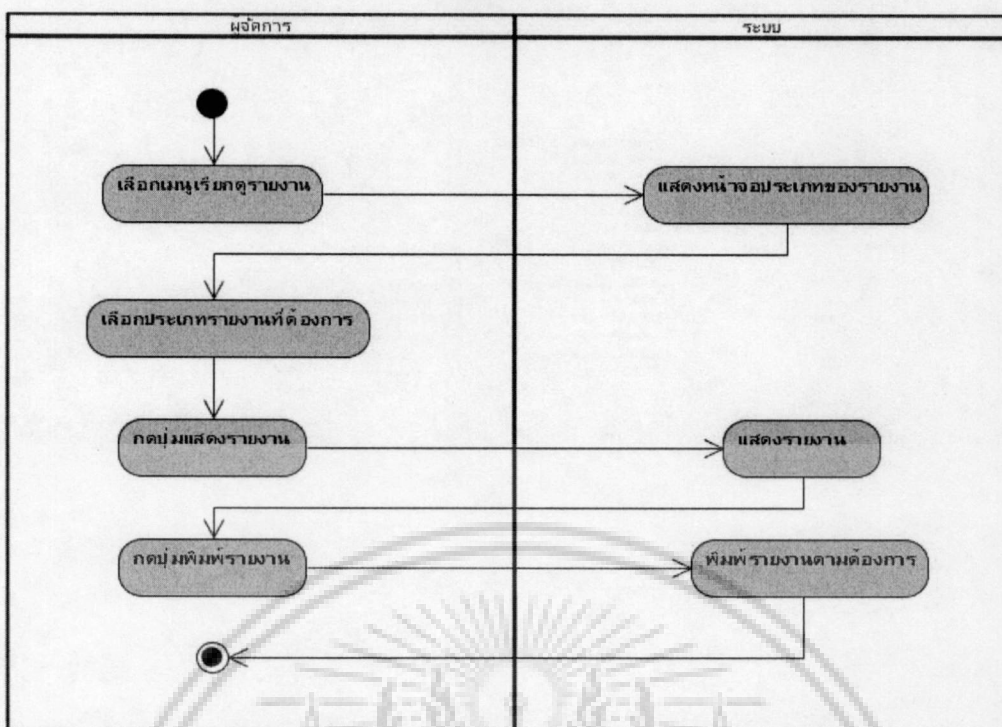 ผู้จัดการ
ระบบ
เลือกเมนูเรียกดูรายงาน
แสดงหน้าจอประเภทของรายงาน
เลือกประเภทรายงานที่ต้องการ
กดปุ่มแสดงรายงาน
แสดงรายงาน
กดปุ่มพิมพ์รายงาน
พิมพ์รายงานตามต้องการ